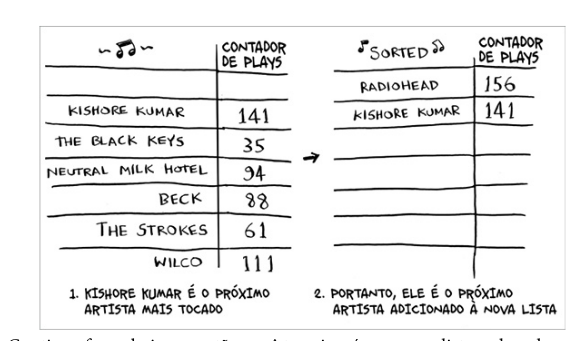 CONTADOR
DE PLAYS
KISHORE KUMAR 141
THE BLACK KEYS 35
NEUTRAL MILK HOTEL 94
BECK 88
THE STROKES 61
WILCO 111
1. KISHORE KUMAR É O PRÓXIMO
ARTISTA MAIS TOCADO
SORTED
CONTADOR
DE PLAYS
RADIOHEAD 156
KISHORE KUMAR 141
2. PORTANTO, ELE É O PRÓXIMO
ARTISTA ADICIONADO À NOVA LISTA